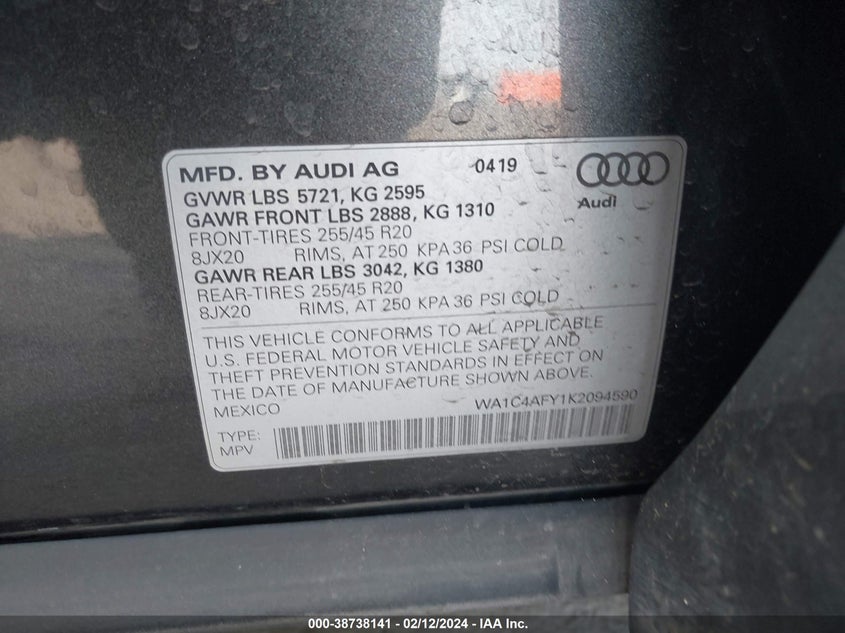 MFD. BY AUDI AG 0419
GVWR LBS 5721, KG 2595
GAWR FRONT LBS 2888, KG 1310
FRONT-TIRES 255/45 R20
8JX20 RIMS, AT 250 KPA 36 PSI COLD
GAWR REAR LBS 3042, KG 1380
REAR-TIRES 255/45 R20
8JX20 RIMS, AT 250 KPA 36 PSI COLD
Audi
THIS VEHICLE CONFORMS TO ALL APPLICABLE
U.S. FEDERAL MOTOR VEHICLE SAFETY AND
THEFT PREVENTION STANDARDS IN EFFECT ON
THE DATE OF MANUFACTURE SHOWN ABOVE.
MEXICO WA1C4AFY1K2094590
TYPE:
MPV
000-38738141 - 02/12/2024 - IAA Inc.